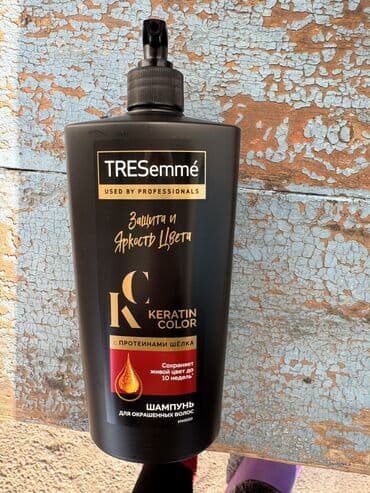 TRESemmé
USED BY PROFESSIONALS
Защита и
Яркость Цвета
KC
KERATIN
COLOR
С ПРОТЕИНАМИ ШЁЛКА
Сохраняет
живой цвет до
10 недель*
ШАМПУНЬ
ДЛЯ ОКРАШЕННЫХ ВОЛОС